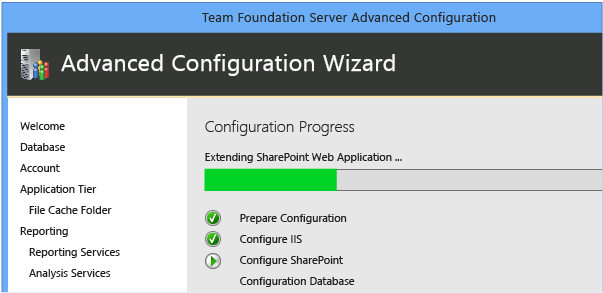 Team Foundation Server Advanced Configuration
Advanced Configuration Wizard
Welcome
Database
Account
Application Tier
File Cache Folder
Reporting
Reporting Services
Analysis Services
Configuration Progress
Extending SharePoint Web Application ...
Prepare Configuration
Configure IIS
Configure SharePoint
Configuration Database